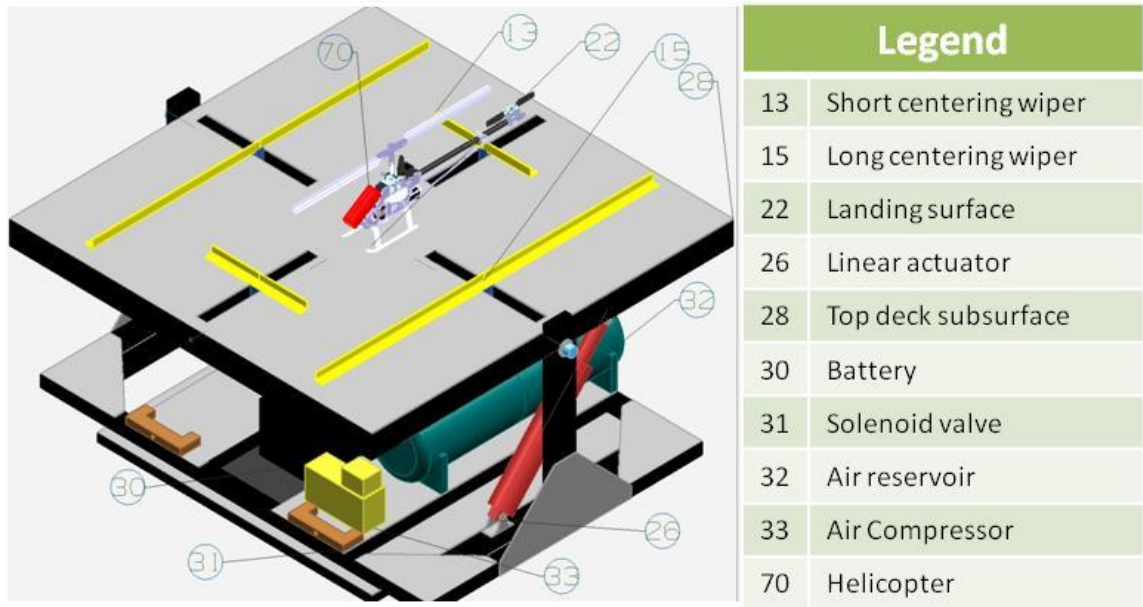 70
13
22
15
28
32
30
26
31
33
Legend
13 Short centering wiper
15 Long centering wiper
22 Landing surface
26 Linear actuator
28 Top deck subsurface
30 Battery
31 Solenoid valve
32 Air reservoir
33 Air Compressor
70 Helicopter